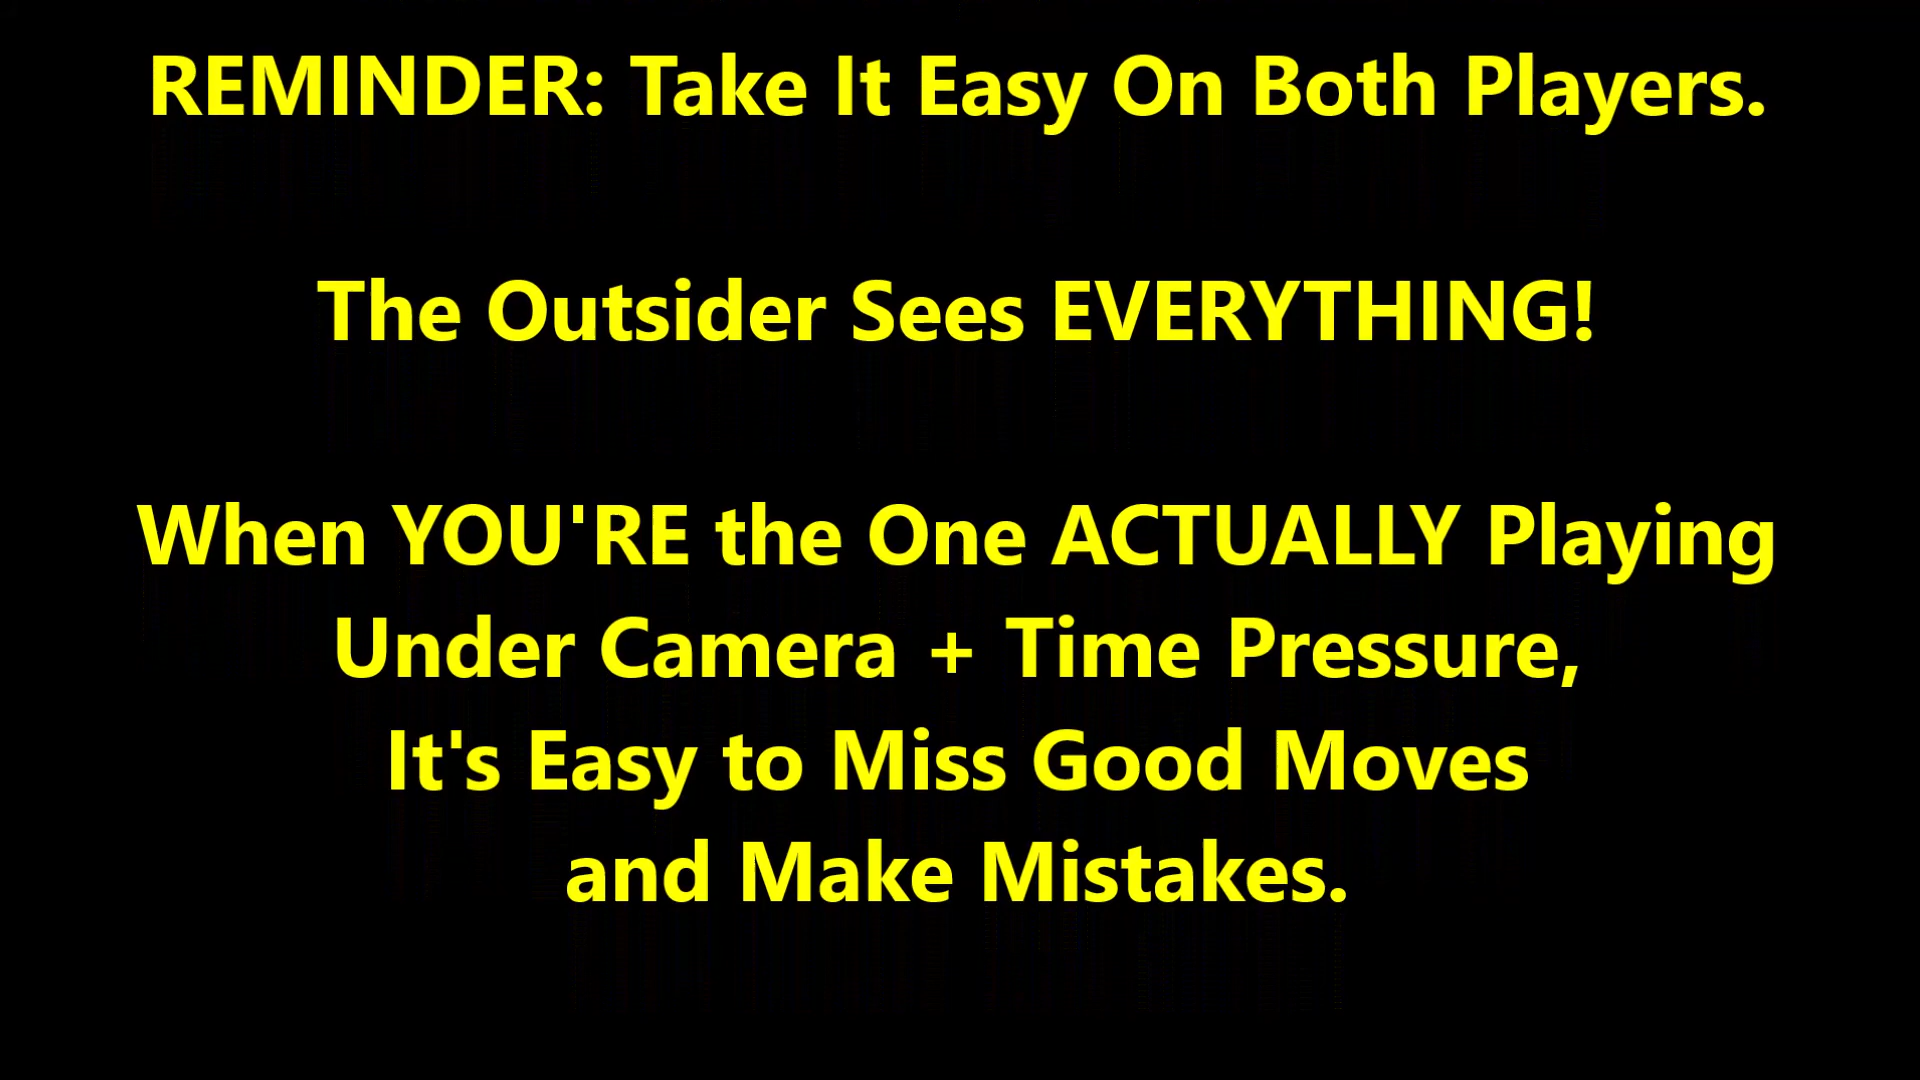 REMINDER: Take It Easy On Both Players.
The Outsider Sees EVERYTHING!
When YOU'RE the One ACTUALLY Playing
Under Camera + Time Pressure,
It's Easy to Miss Good Moves
and Make Mistakes.